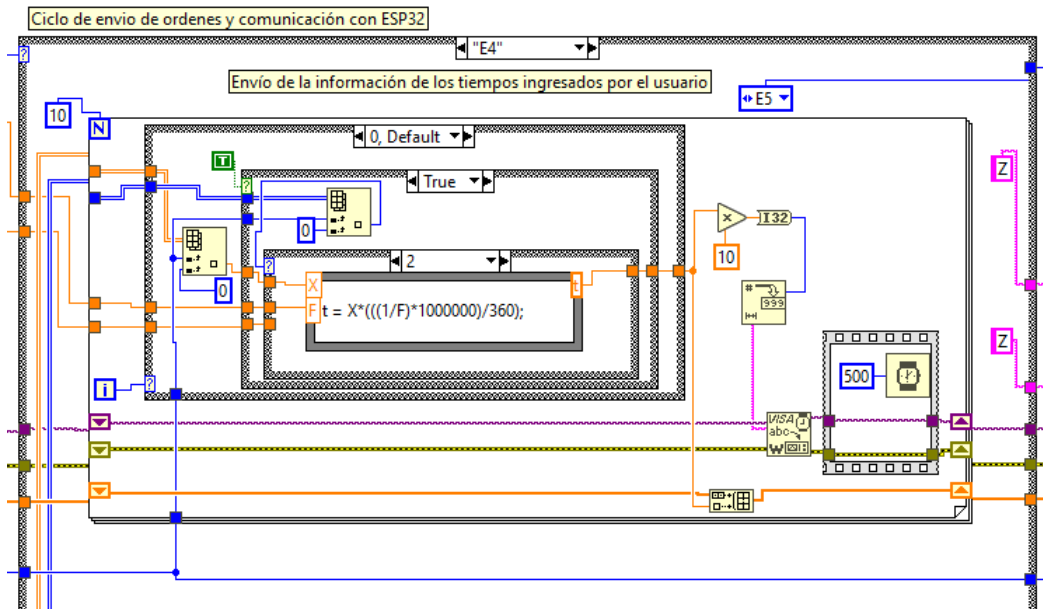 Ciclo de envio de ordenes y comunicación con ESP32
"E4"
Envío de la información de los tiempos ingresados por el usuario
E5
10
N
0, Default
T
True
Z
?
0
×
I32
10
0
?
2
X
t
F
t = X*(((1/F)*1000000)/360);
#
999
Z
i
?
500
VISA
abc
W